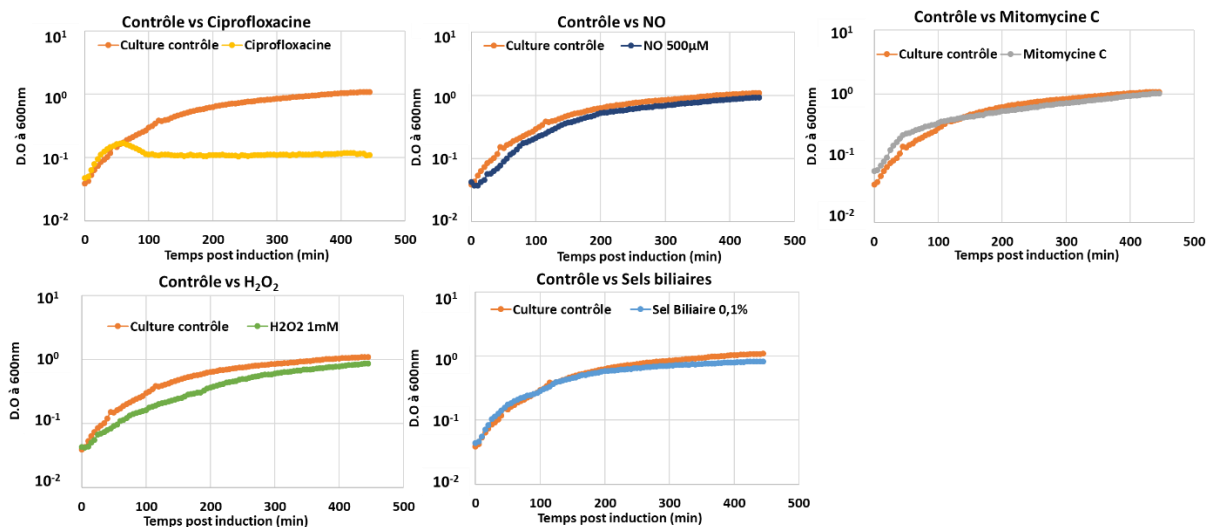 Contrôle vs Ciprofloxacine
Culture contrôle
Ciprofloxacine
D.O à 600nm
10¹
10⁰
10⁻¹
10⁻²
0 100 200 300 400 500
Temps post induction (min)
Contrôle vs NO
Culture contrôle
NO 500µM
D.O à 600nm
10¹
10⁰
10⁻¹
10⁻²
0 100 200 300 400 500
Temps post induction (min)
Contrôle vs Mitomycine C
Culture contrôle
Mitomycine C
D.O à 600nm
10¹
10⁰
10⁻¹
10⁻²
0 100 200 300 400 500
Temps post induction (min)
Contrôle vs H₂O₂
Culture contrôle
H2O2 1mM
D.O à 600nm
10¹
10⁰
10⁻¹
10⁻²
0 100 200 300 400 500
Temps post induction (min)
Contrôle vs Sels biliaires
Culture contrôle
Sel Biliaire 0,1%
D.O à 600nm
10¹
10⁰
10⁻¹
10⁻²
0 100 200 300 400 500
Temps post induction (min)